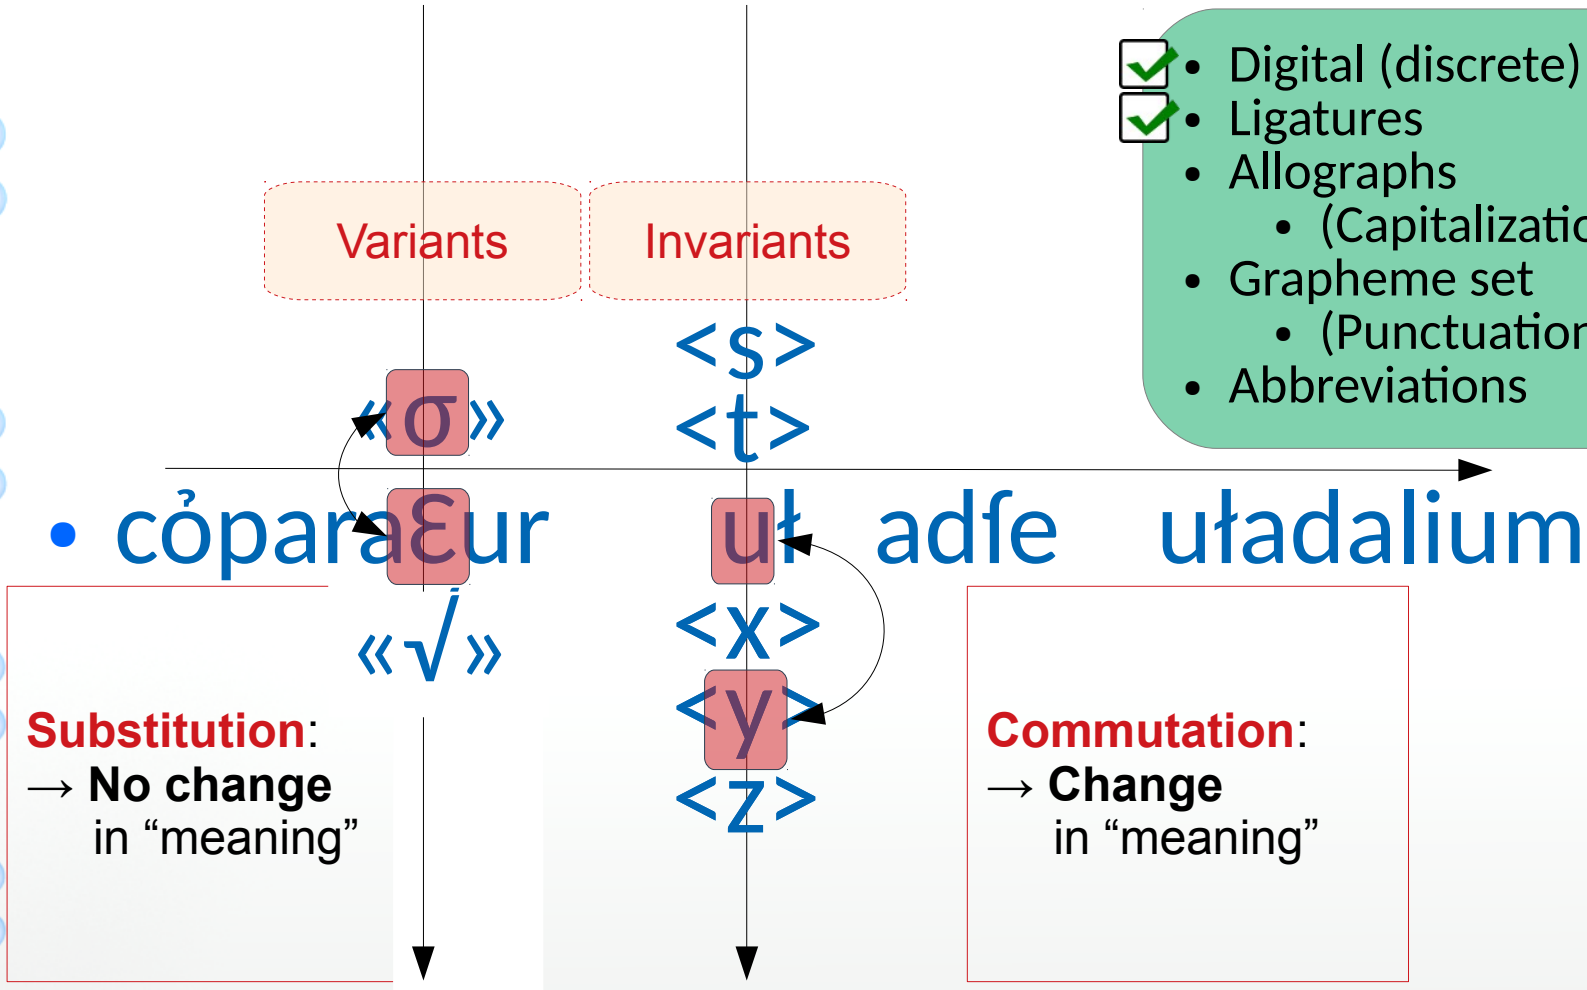 • Digital (discrete)
• Ligatures
• Allographs
• (Capitalizatio
• Grapheme set
• (Punctuation
• Abbreviations
Variants
Invariants
<s>
«σ»
<t>
• cỏparaƐur uł adſe uładalium
<x>
«√»
<y>
<z>
Substitution:
→ No change
in “meaning”
Commutation:
→ Change
in “meaning”